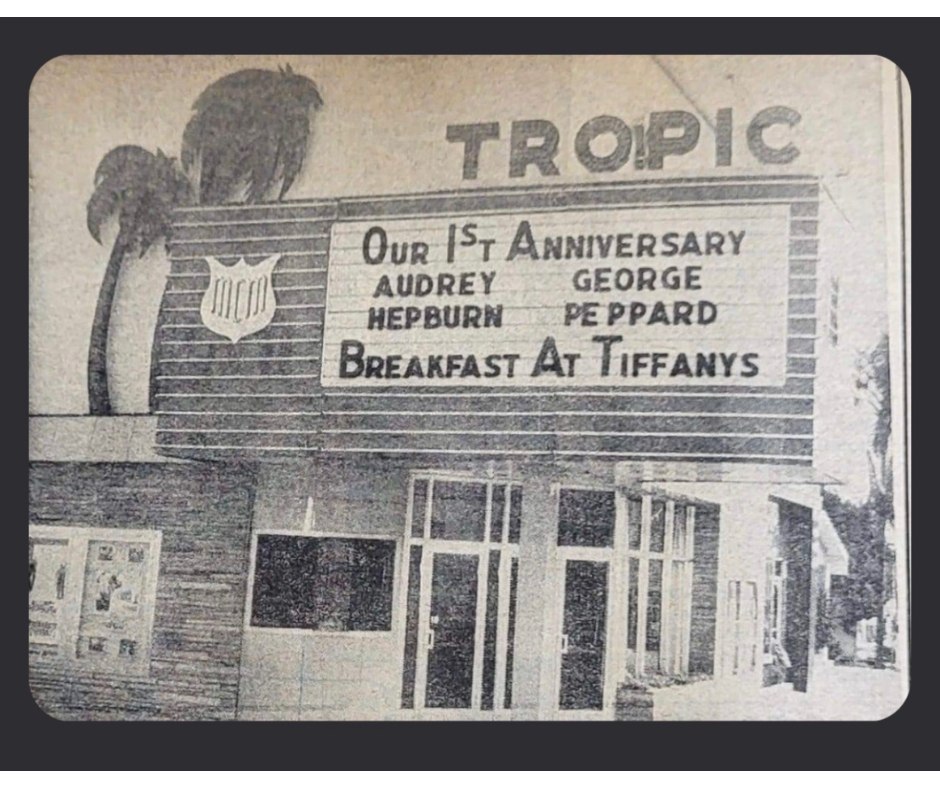 TROPIC
OUR 1ST ANNIVERSARY
AUDREY GEORGE
HEPBURN PEPPARD
BREAKFAST AT TIFFANYS
MCM